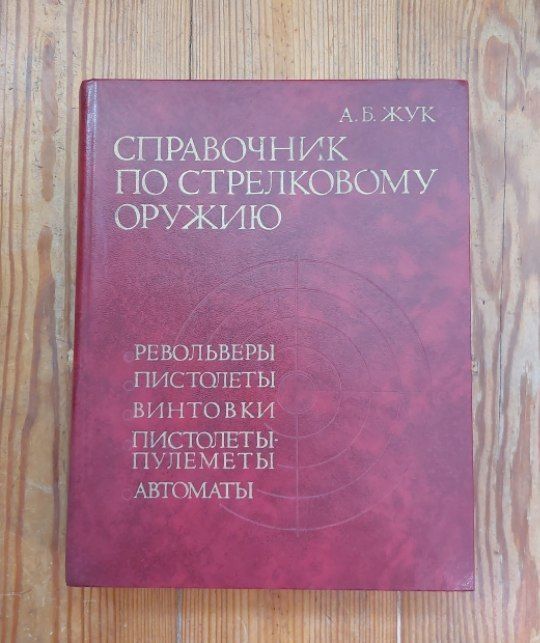 А.Б.ЖУК
СПРАВОЧНИК
ПО СТРЕЛКОВОМУ
ОРУЖИЮ
РЕВОЛЬВЕРЫ
ПИСТОЛЕТЫ
ВИНТОВКИ
ПИСТОЛЕТЫ-
ПУЛЕМЕТЫ
АВТОМАТЫ